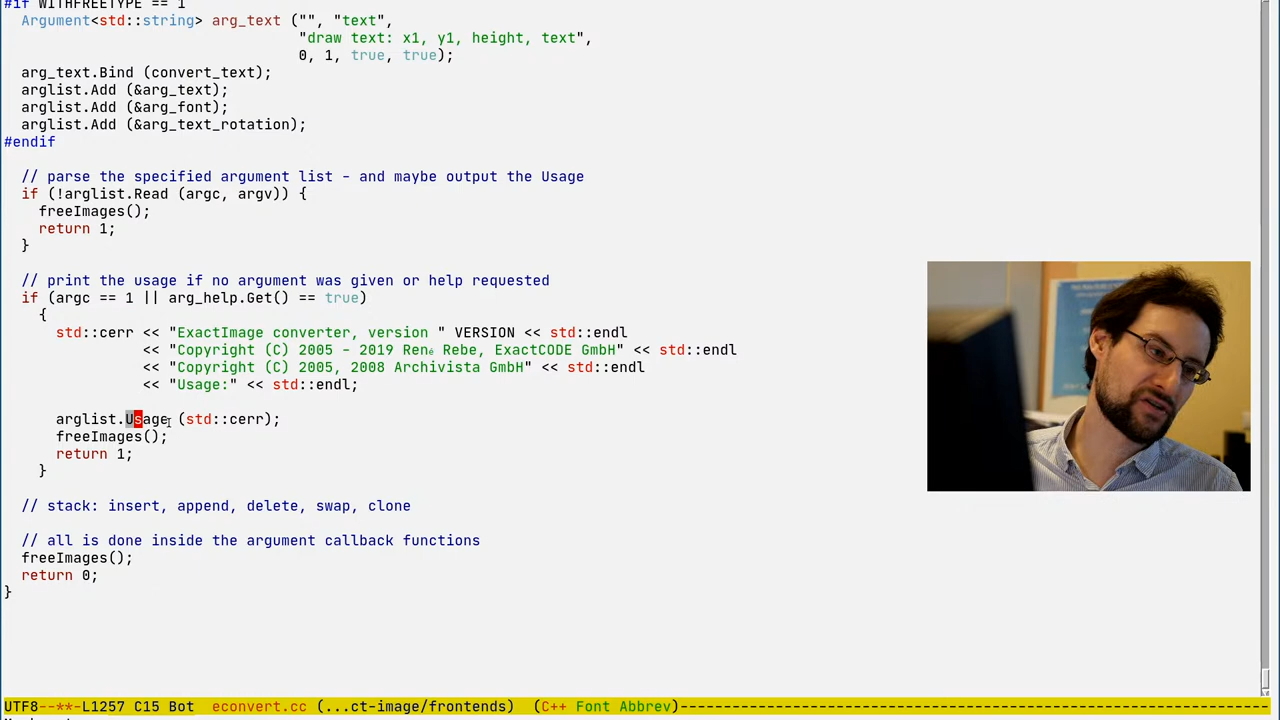 #if WITHFREETYPE == 1
  Argument<std::string> arg_text ("", "text",
                                  "draw text: x1, y1, height, text",
                                  0, 1, true, true);
  arg_text.Bind (convert_text);
  arglist.Add (&arg_text);
  arglist.Add (&arg_font);
  arglist.Add (&arg_text_rotation);
#endif
  // parse the specified argument list - and maybe output the Usage
  if (!arglist.Read (argc, argv)) {
    freeImages();
    return 1;
  }
  // print the usage if no argument was given or help requested
  if (argc == 1 || arg_help.Get() == true)
    {
      std::cerr << "ExactImage converter, version " VERSION << std::endl
                << "Copyright (C) 2005 - 2019 René Rebe, ExactCODE GmbH" << std::endl
                << "Copyright (C) 2005, 2008 Archivista GmbH" << std::endl
                << "Usage:" << std::endl;
      arglist.Usage (std::cerr);
      freeImages();
      return 1;
    }
  // stack: insert, append, delete, swap, clone
  // all is done inside the argument callback functions
  freeImages();
  return 0;
}
UTF8--**-L1257 C15 Bot  econvert.cc (...ct-image/frontends)  (C++ Font Abbrev)